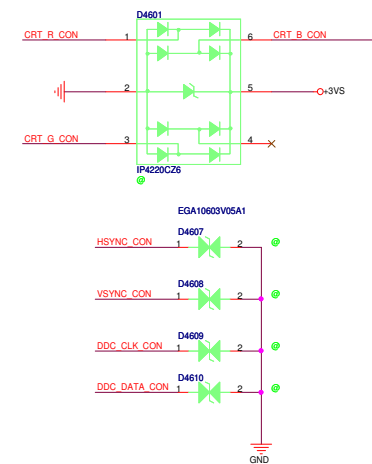 D4601
CRT_R_CON 1 6 CRT_B_CON
2 5 +3VS
CRT_G_CON 3 4
IP4220CZ6
@
EGA10603V05A1
D4607
HSYNC_CON 1 2 @
D4608
VSYNC_CON 1 2 @
D4609
DDC_CLK_CON 1 2 @
D4610
DDC_DATA_CON 1 2 @
GND